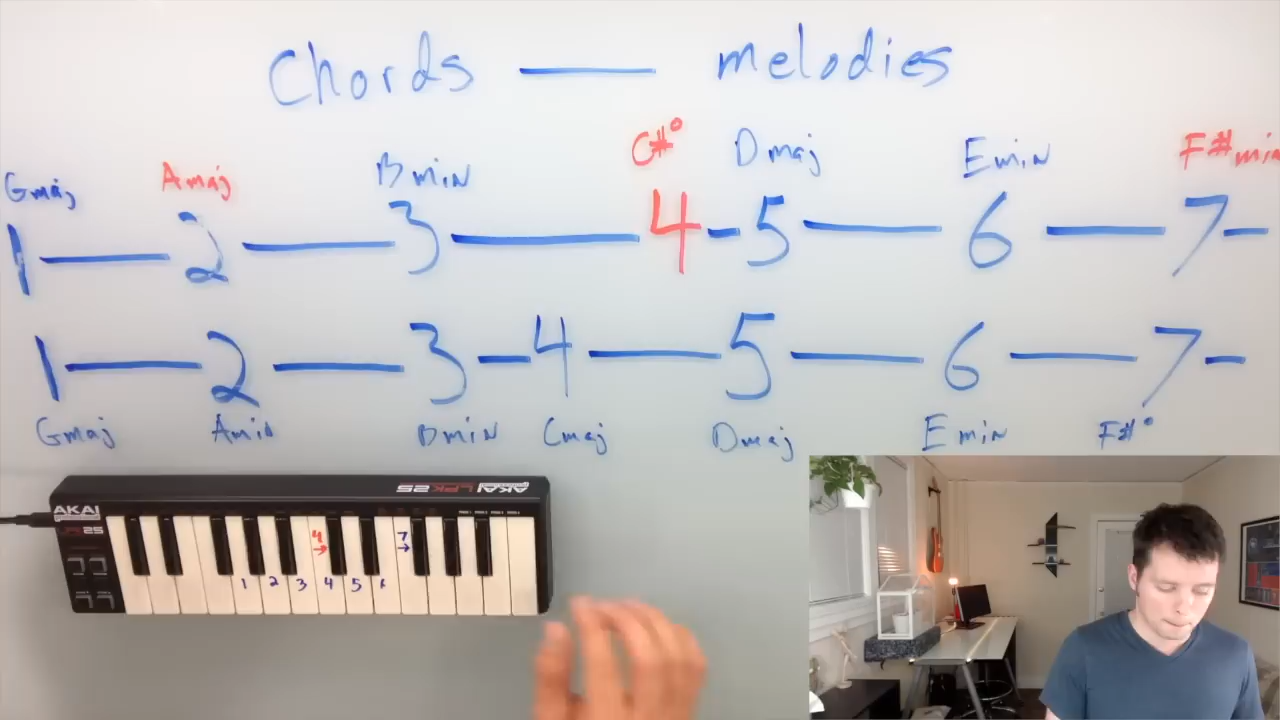 Chords — melodies
Gmaj Amaj Bmin C#° Dmaj Emin F#min
1 — 2 — 3 — 4 - 5 — 6 — 7 -
1 — 2 — 3 - 4 — 5 — 6 — 7 -
Gmaj Amin Bmin Cmaj Dmaj Emin F#°
AKAI LPK25 AKAI
4 7
1 2 3 4 5 6